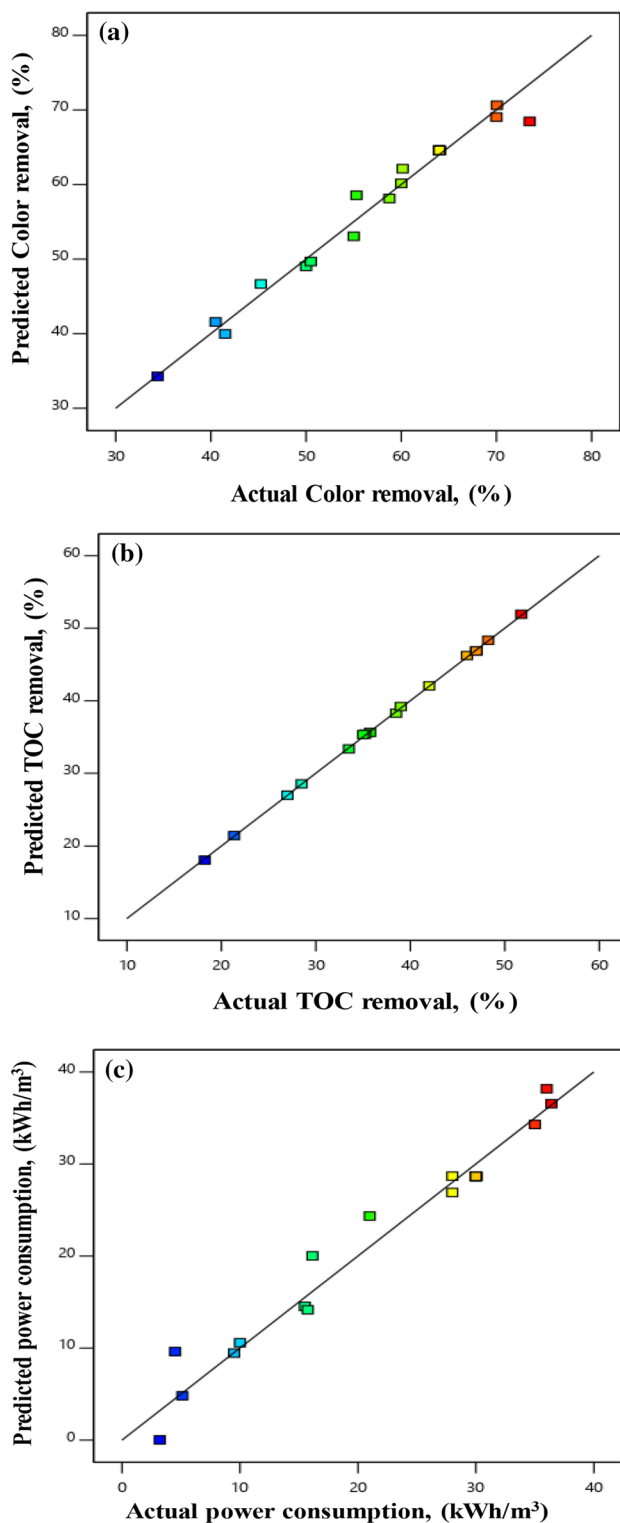 (a)
80
70
60
50
40
30
Predicted Color removal, (%)
30 40 50 60 70 80
Actual Color removal, (%)
(b)
60
50
40
30
20
10
Predicted TOC removal, (%)
10 20 30 40 50 60
Actual TOC removal, (%)
(c)
40
30
20
10
0
Predicted power consumption, (kWh/m³)
0 10 20 30 40
Actual power consumption, (kWh/m³)